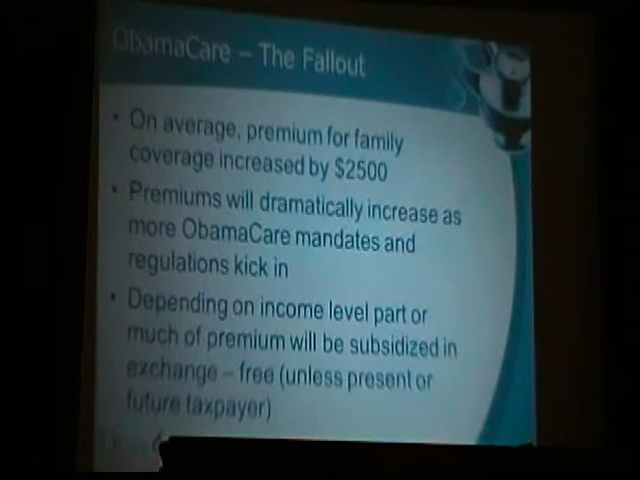 ObamaCare – The Fallout
• On average, premium for family
coverage increased by $2500
• Premiums will dramatically increase as
more ObamaCare mandates and
regulations kick in
• Depending on income level part or
much of premium will be subsidized in
exchange – free (unless present or
future taxpayer)